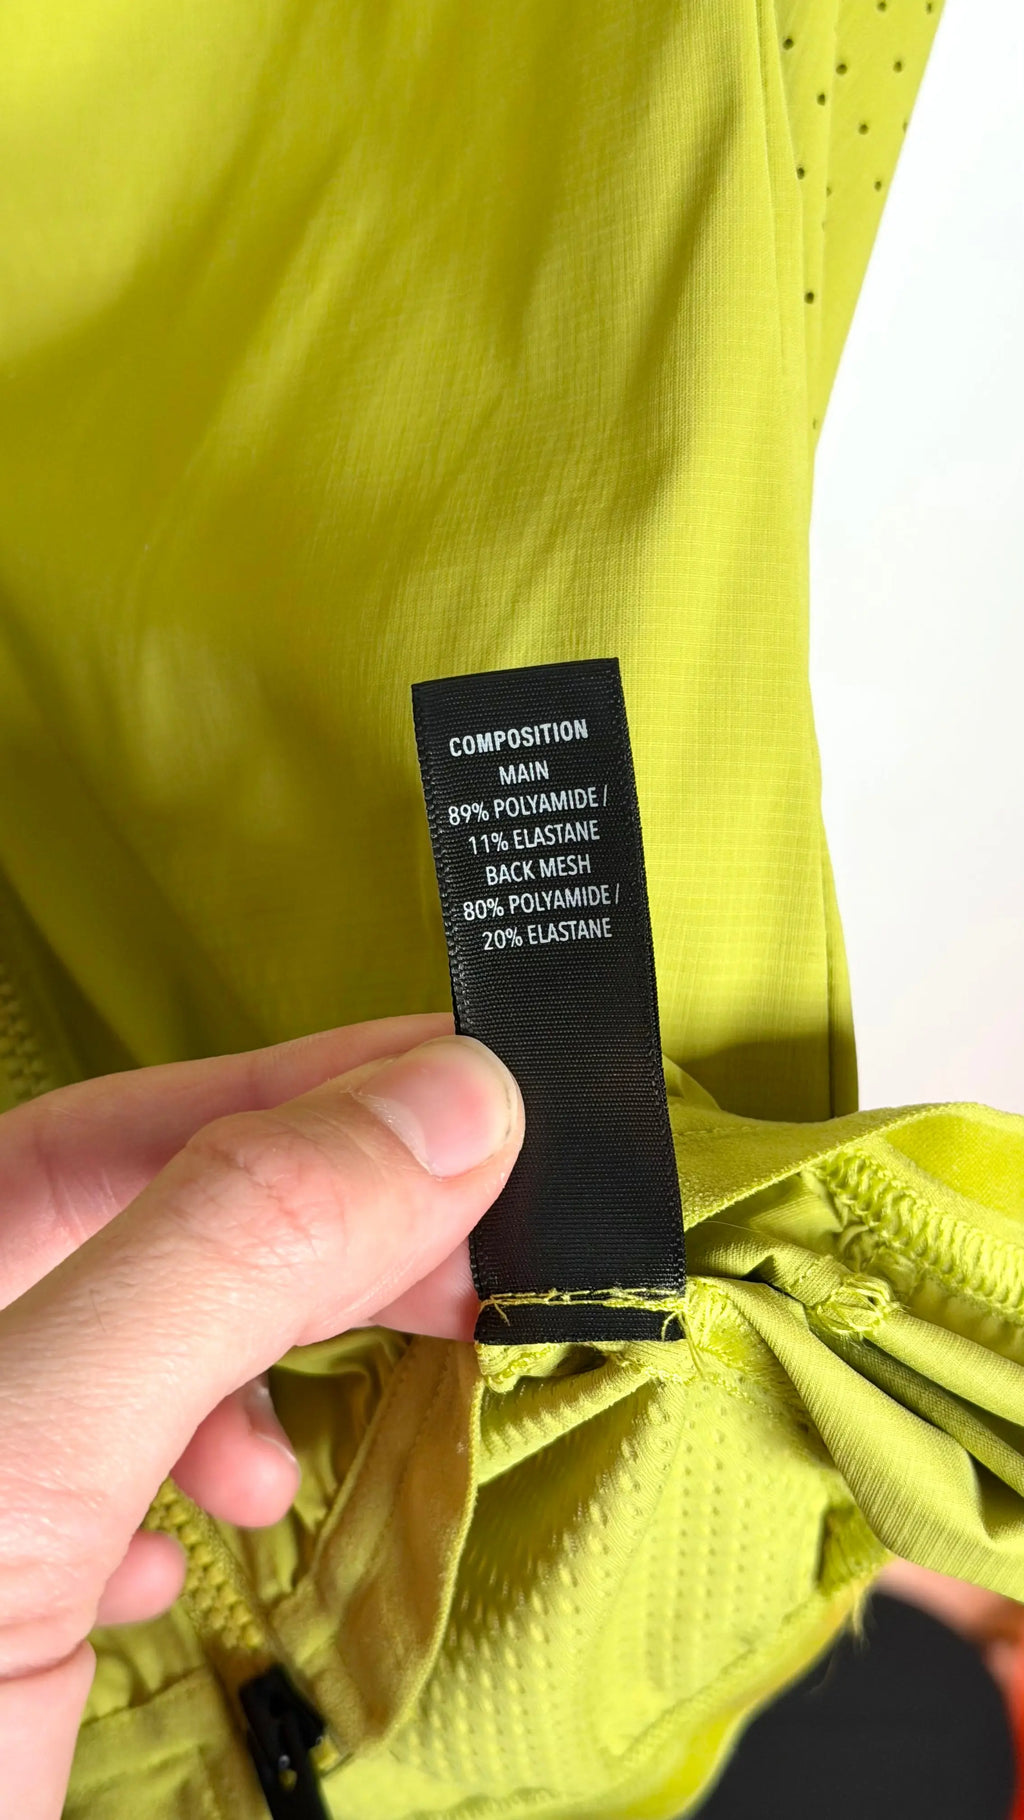 COMPOSITION
MAIN
89% POLYAMIDE /
11% ELASTANE
BACK MESH
80% POLYAMIDE /
20% ELASTANE